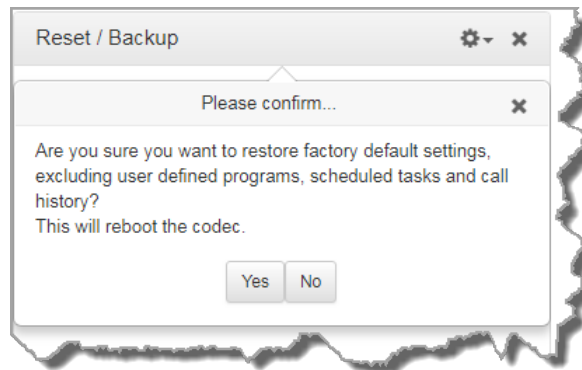 Reset / Backup
Please confirm...
Are you sure you want to restore factory default settings,
excluding user defined programs, scheduled tasks and call
history?
This will reboot the codec.
Yes No